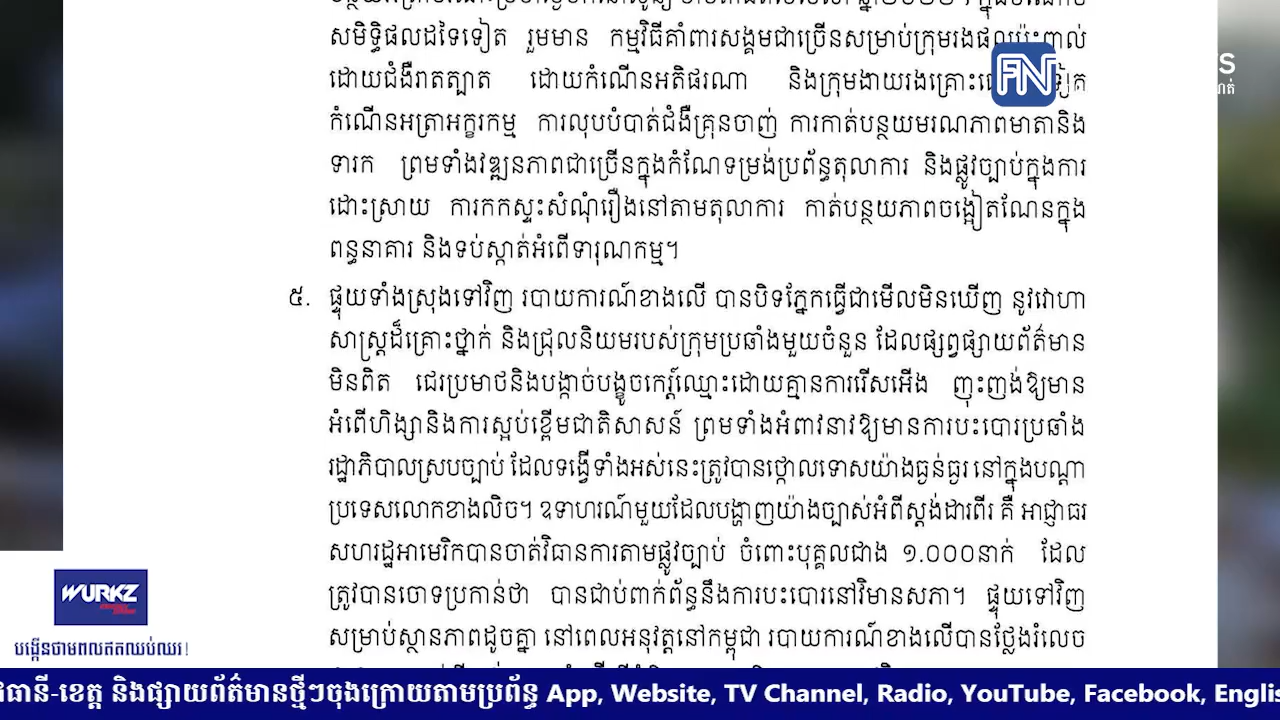 សមិទ្ធិផលដទៃទៀត រួមមាន កម្មវិធីគាំពារសង្គមជាច្រើនសម្រាប់ក្រុមរងផលប៉ះពាល់
ដោយជំងឺរាតត្បាត ដោយកំណើនអតិផរណា និងក្រុមងាយរងគ្រោះ
កំណើនអត្រាអក្ខរកម្ម ការលុបបំបាត់ជំងឺគ្រុនចាញ់ ការកាត់បន្ថយមរណភាពមាតានិង
ទារក ព្រមទាំងវឌ្ឍនភាពជាច្រើនក្នុងកំណែទម្រង់ប្រព័ន្ធតុលាការ និងផ្លូវច្បាប់ក្នុងការ
ដោះស្រាយ ការកកស្ទះសំណុំរឿងនៅតាមតុលាការ កាត់បន្ថយភាពចង្អៀតណែនក្នុង
ពន្ធនាគារ និងទប់ស្កាត់អំពើទារុណកម្ម។
៥. ផ្ទុយទាំងស្រុងទៅវិញ របាយការណ៍ខាងលើ បានបិទភ្នែកធ្វើជាមើលមិនឃើញ នូវវោហា
សាស្ត្រដ៏គ្រោះថ្នាក់ និងជ្រុលនិយមរបស់ក្រុមប្រឆាំងមួយចំនួន ដែលផ្សព្វផ្សាយព័ត៌មាន
មិនពិត ជេរប្រមាថនិងបង្កាច់បង្ខូចកេរ្ត៍ឈ្មោះដោយគ្មានការរើសអើង ញុះញង់ឱ្យមាន
អំពើហិង្សានិងការស្អប់ខ្ពើមជាតិសាសន៍ ព្រមទាំងអំពាវនាវឱ្យមានការបះបោរប្រឆាំង
រដ្ឋាភិបាលស្របច្បាប់ ដែលទង្វើទាំងអស់នេះត្រូវបានថ្កោលទោសយ៉ាងធ្ងន់ធ្ងរ នៅក្នុងបណ្ដា
ប្រទេសលោកខាងលិច។ ឧទាហរណ៍មួយដែលបង្ហាញយ៉ាងច្បាស់អំពីស្តង់ដារពីរ គឺ អាជ្ញាធរ
សហរដ្ឋអាមេរិកបានចាត់វិធានការតាមផ្លូវច្បាប់ ចំពោះបុគ្គលជាង ១.០០០នាក់ ដែល
ត្រូវបានចោទប្រកាន់ថា បានជាប់ពាក់ព័ន្ធនឹងការបះបោរនៅវិមានសភា។ ផ្ទុយទៅវិញ
សម្រាប់ស្ថានភាពដូចគ្នា នៅពេលអនុវត្តនៅកម្ពុជា របាយការណ៍ខាងលើបានថ្លែងរំលេច
FN
WURKZ
បង្កើនថាមពលឥតឈប់ឈរ!
ធានី-ខេត្ត និងផ្សាយព័ត៌មានថ្មីៗចុងក្រោយតាមប្រព័ន្ធ App, Website, TV Channel, Radio, YouTube, Facebook, Englis